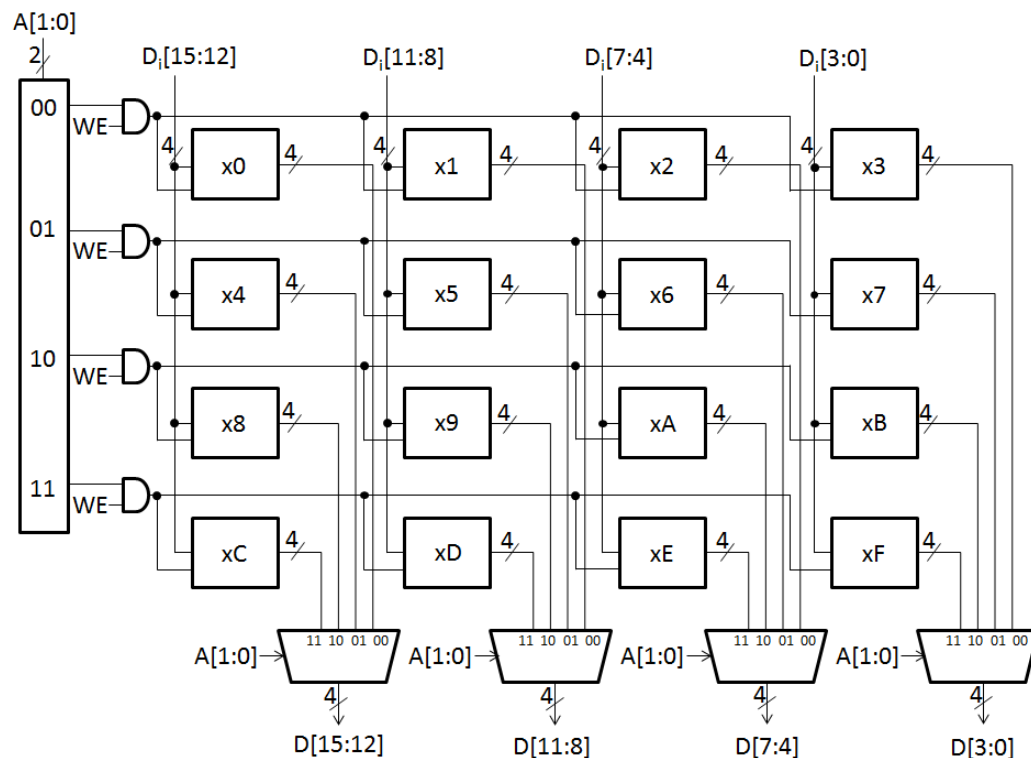 A[1:0]
2
Di[15:12] Di[11:8] Di[7:4] Di[3:0]
00
WE
4 x0 4 4 x1 4 4 x2 4 4 x3 4
01
WE
x4 4 x5 4 x6 4 x7 4
10
WE
x8 4 x9 4 xA 4 xB 4
11
WE
xC 4 xD 4 xE 4 xF 4
11 10 01 00 11 10 01 00 11 10 01 00 11 10 01 00
A[1:0] A[1:0] A[1:0] A[1:0]
4 4 4 4
D[15:12] D[11:8] D[7:4] D[3:0]